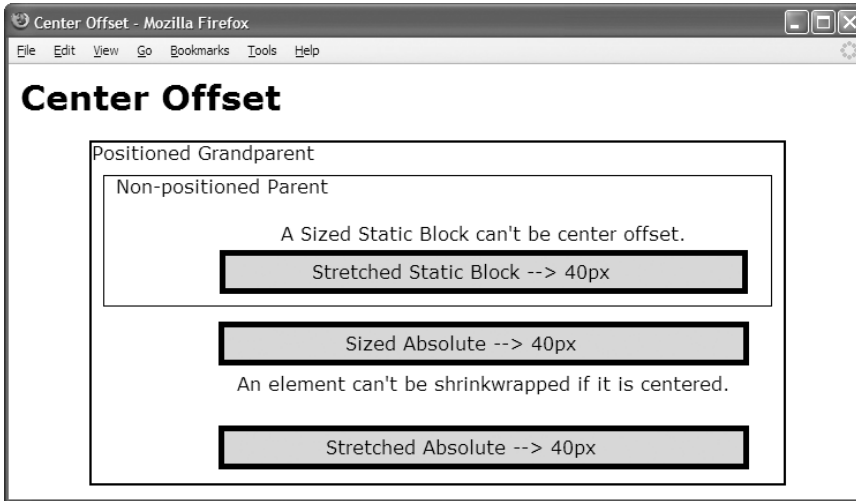 Center Offset - Mozilla Firefox
File Edit View Go Bookmarks Tools Help
Center Offset
Positioned Grandparent
Non-positioned Parent
A Sized Static Block can't be center offset.
Stretched Static Block --> 40px
Sized Absolute --> 40px
An element can't be shrinkwrapped if it is centered.
Stretched Absolute --> 40px